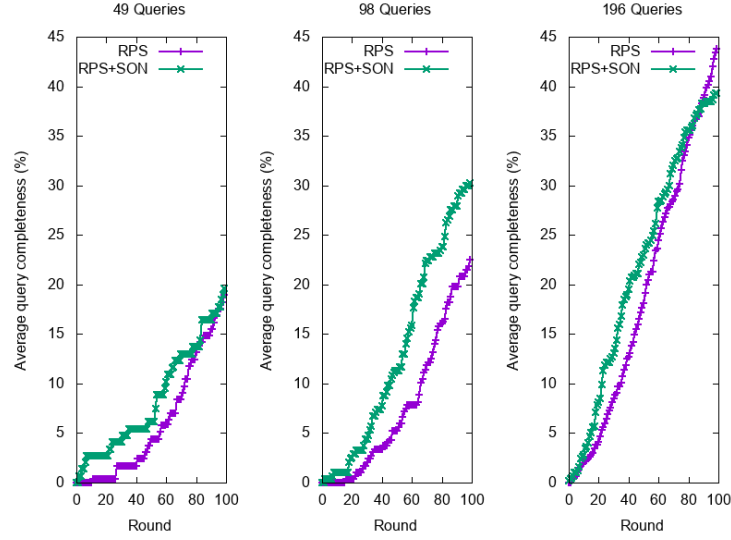 49 Queries
98 Queries
196 Queries
Average query completeness (%)
45
40
35
30
25
20
15
10
5
0
RPS
RPS+SON
0 20 40 60 80 100
Round
Average query completeness (%)
45
40
35
30
25
20
15
10
5
0
RPS
RPS+SON
0 20 40 60 80 100
Round
Average query completeness (%)
45
40
35
30
25
20
15
10
5
0
RPS
RPS+SON
0 20 40 60 80 100
Round